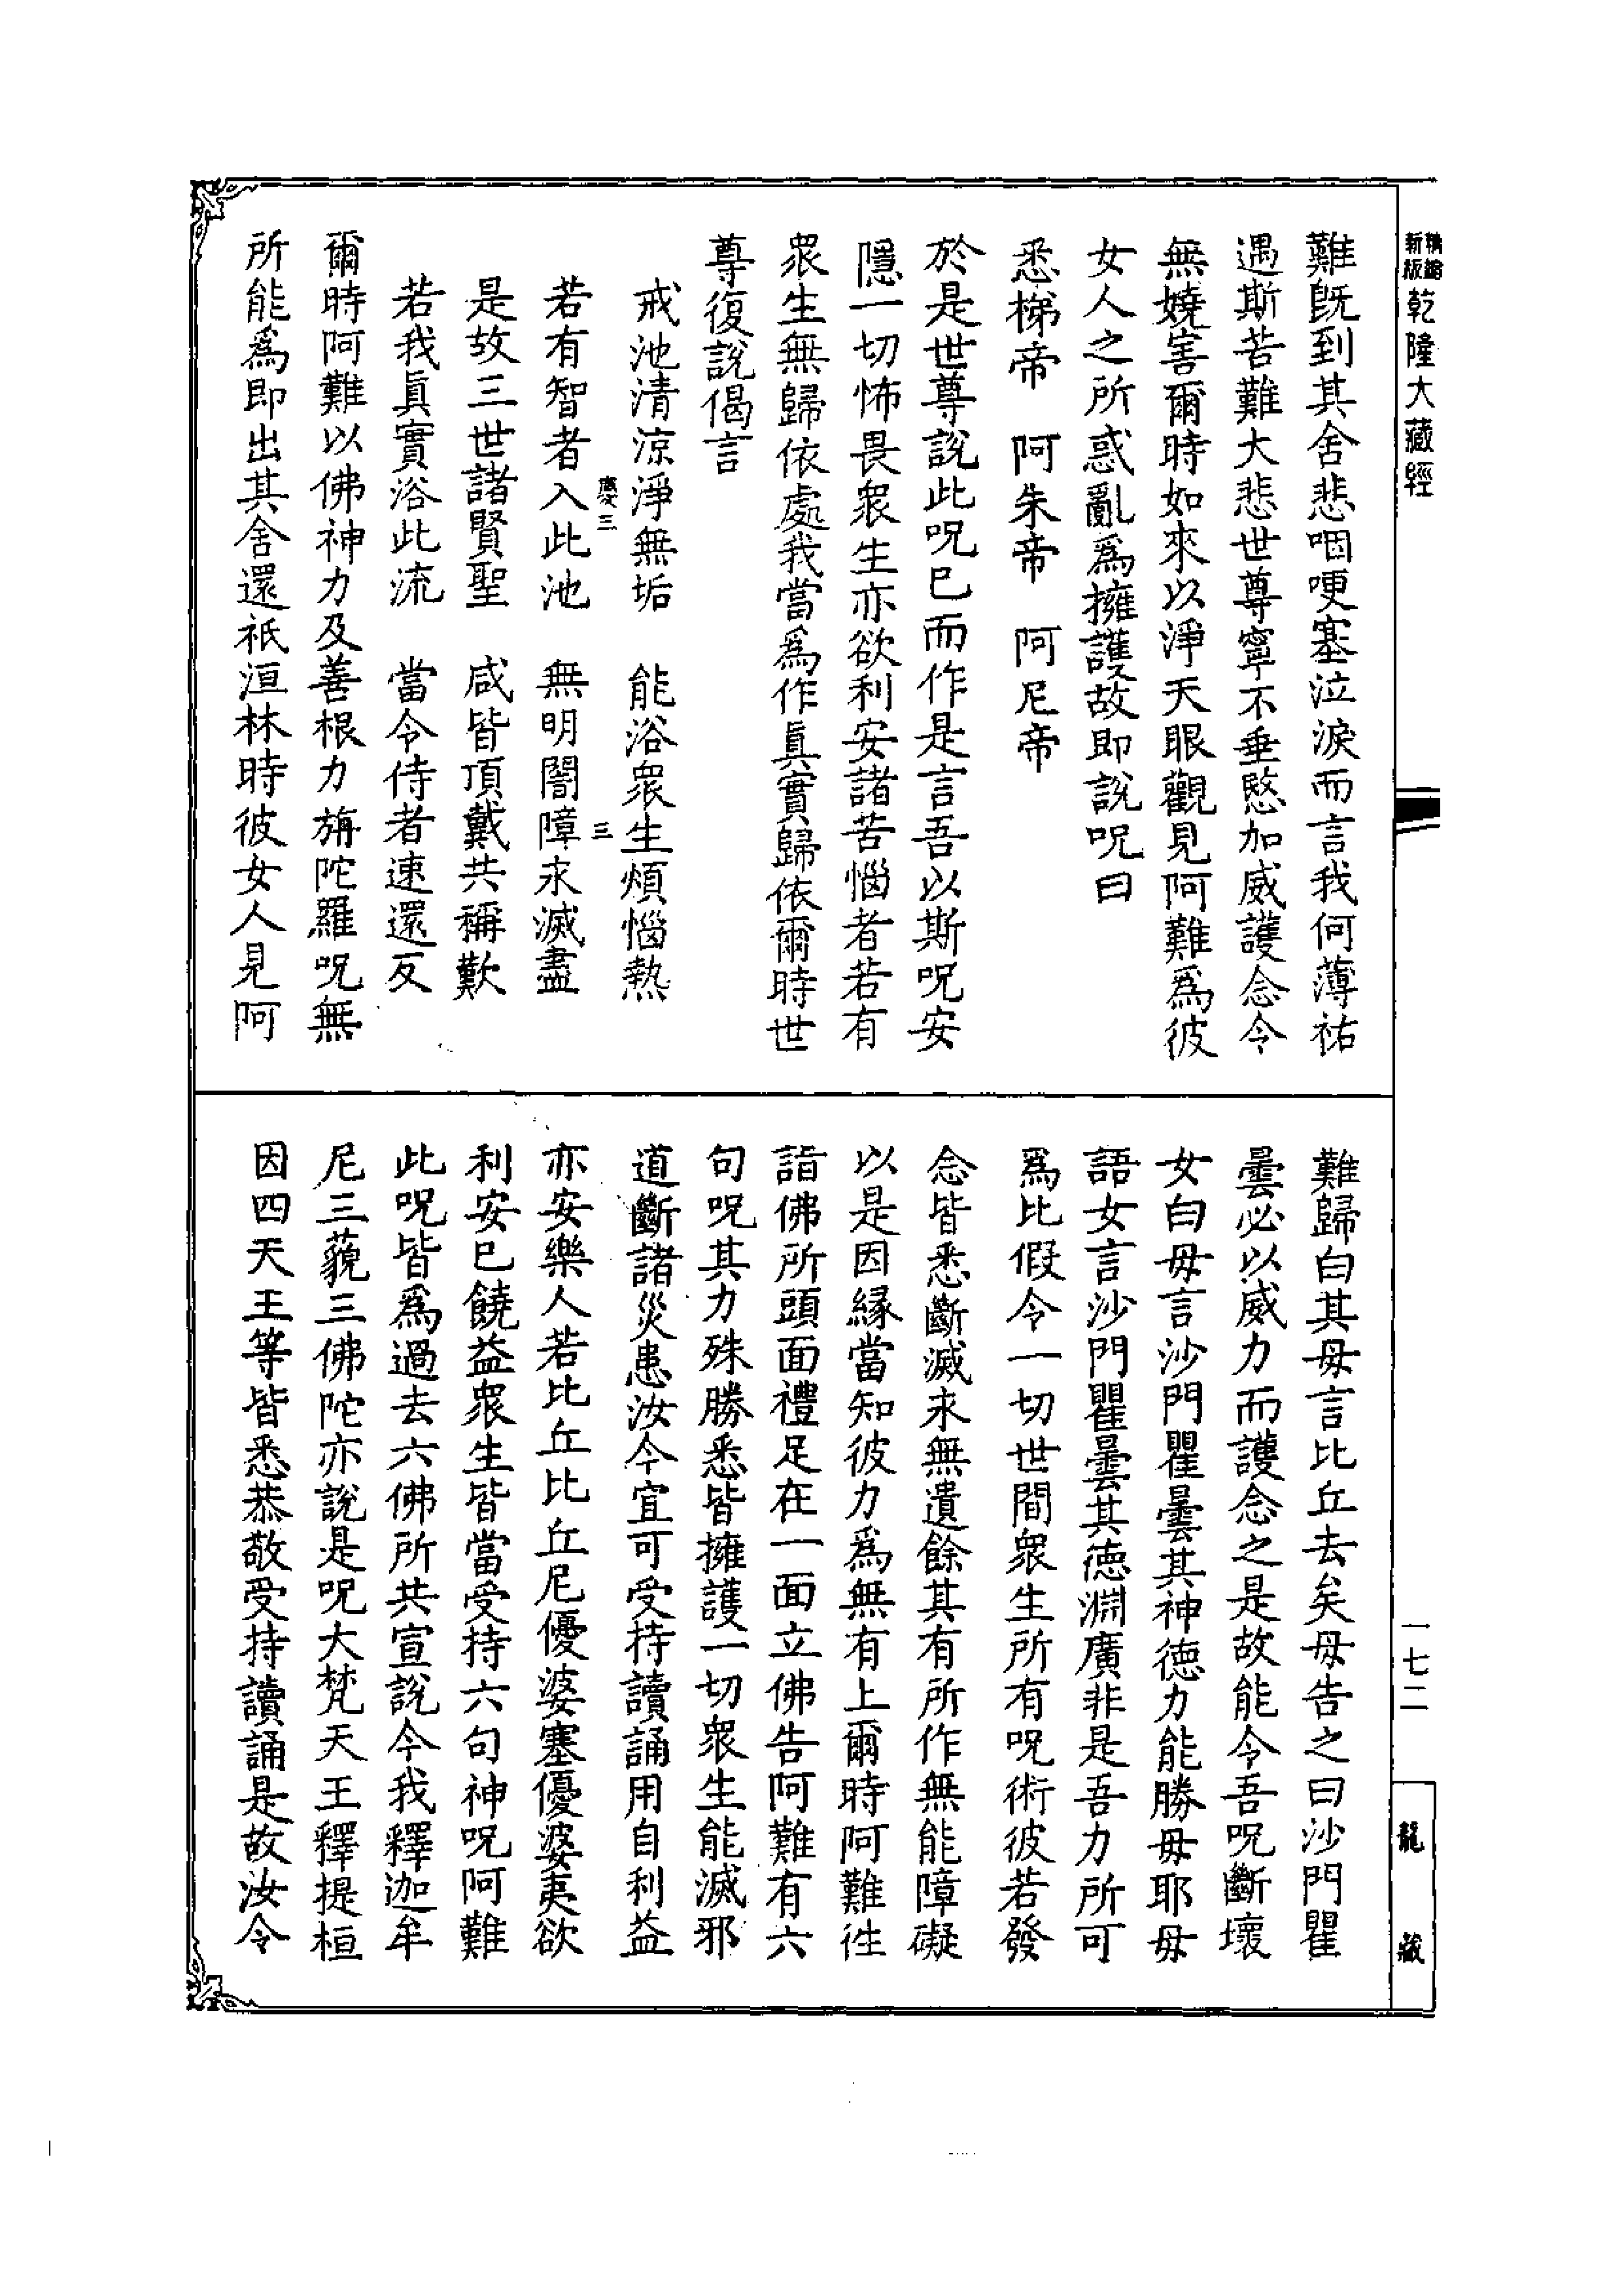 新版 精縮 乾隆大藏經
難旣到其舍悲咽哽塞泣淚而言我何薄祐
遇斯苦難大悲世尊寧不垂愍加威護念令
無嬈害爾時如來以淨天眼觀見阿難爲彼
女人之所惑亂爲擁護故即說呪曰
悉梯帝　阿朱帝　阿尼帝
於是世尊說此呪已而作是言吾以斯呪安
隱一切怖畏衆生亦欲利安諸苦惱者若有
衆生無歸依處我當爲作眞實歸依爾時世
尊復說偈言
戒池清涼淨無垢　能浴衆生煩惱熱
慶三　三
若有智者入此池　無明闇障永滅盡
是故三世諸賢聖　咸皆頂戴共稱歎
若我眞實浴此流　當令侍者速還反
爾時阿難以佛神力及善根力旃陀羅呪無
所能爲即出其舍還祇洹林時彼女人見阿
難歸白其母言比丘去矣母告之曰沙門瞿
曇必以威力而護念之是故能令吾呪斷壞
女白母言沙門瞿曇其神德力能勝母耶母
語女言沙門瞿曇其德淵廣非是吾力所可
爲比假令一切世間衆生所有呪術彼若發
念皆悉斷滅永無遺餘其有所作無能障礙
以是因緣當知彼力爲無有上爾時阿難往
詣佛所頭面禮足在一面立佛告阿難有六
句呪其力殊勝悉皆擁護一切衆生能滅邪
道斷諸災患汝今宜可受持讀誦用自利益
亦安樂人若比丘比丘尼優婆塞優婆夷欲
利安已饒益衆生皆當受持六句神呪阿難
此呪皆爲過去六佛所共宣說今我釋迦牟
尼三藐三佛陀亦說是呪大梵天王釋提桓
因四天王等皆悉恭敬受持讀誦是故汝令
一七二
龍藏